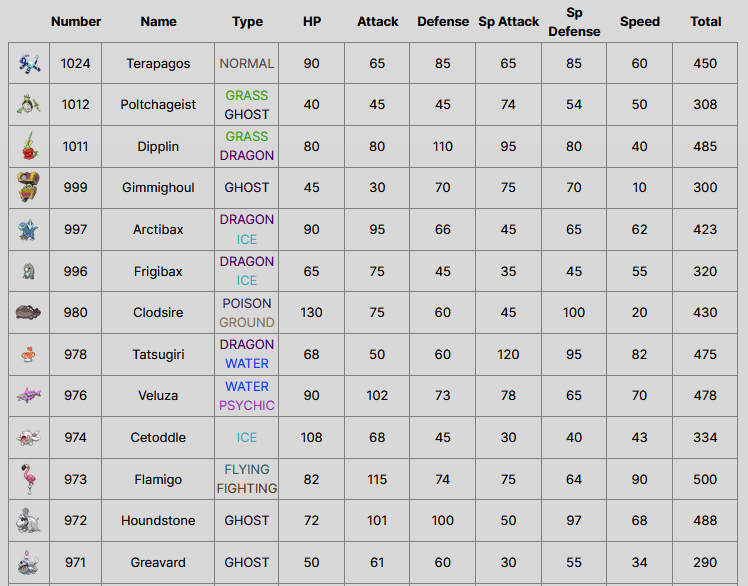 Number Name Type HP Attack Defense Sp Attack Sp Defense Speed Total
1024 Terapagos NORMAL 90 65 85 65 85 60 450
1012 Poltchageist GRASS GHOST 40 45 45 74 54 50 308
1011 Dipplin GRASS DRAGON 80 80 110 95 80 40 485
999 Gimmighoul GHOST 45 30 70 75 70 10 300
997 Arctibax DRAGON ICE 90 95 66 45 65 62 423
996 Frigibax DRAGON ICE 65 75 45 35 45 55 320
980 Clodsire POISON GROUND 130 75 60 45 100 20 430
978 Tatsugiri DRAGON WATER 68 50 60 120 95 82 475
976 Veluza WATER PSYCHIC 90 102 73 78 65 70 478
974 Cetoddle ICE 108 68 45 30 40 43 334
973 Flamigo FLYING FIGHTING 82 115 74 75 64 90 500
972 Houndstone GHOST 72 101 100 50 97 68 488
971 Greavard GHOST 50 61 60 30 55 34 290